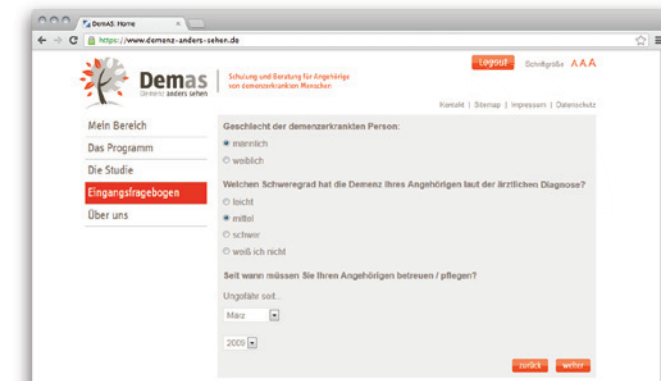 DemAS: Home
https://www.demenz-anders-sehen.de
Logout
Schriftgröße A A A
Demas
Demenz anders sehen
Schulung und Beratung für Angehörige
von demenzerkrankten Menschen
Kontakt | Sitemap | Impressum | Datenschutz
Mein Bereich
Das Programm
Die Studie
Eingangsfragebogen
Über uns
Geschlecht der demenzerkrankten Person:
männlich
weiblich
Welchen Schweregrad hat die Demenz Ihres Angehörigen laut der ärztlichen Diagnose?
leicht
mittel
schwer
weiß ich nicht
Seit wann müssen Sie Ihren Angehörigen betreuen / pflegen?
Ungefähr seit...
März
2009
zurück
weiter